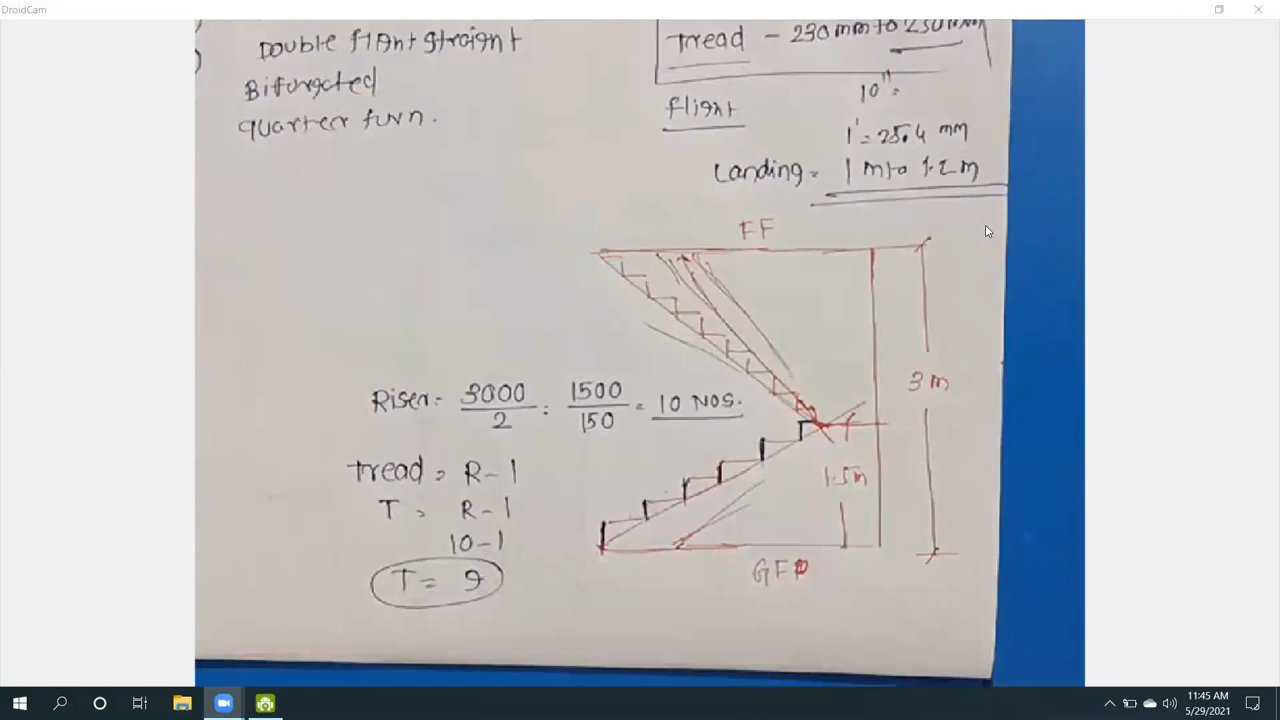 DroidCam
Double flight straight
Bifurgated
quarter turn.
Tread - 230 mm to 250 mm
flight
10" =
1' = 25.4 mm
Landing = 1 m to 1.2 m
FF
3 m
Riser = 3000 / 2 = 1500 / 150 = 10 NOS.
1.5m
Tread = R-1
T = R-1
10-1
T = 9
GF
11:45 AM
5/29/2021